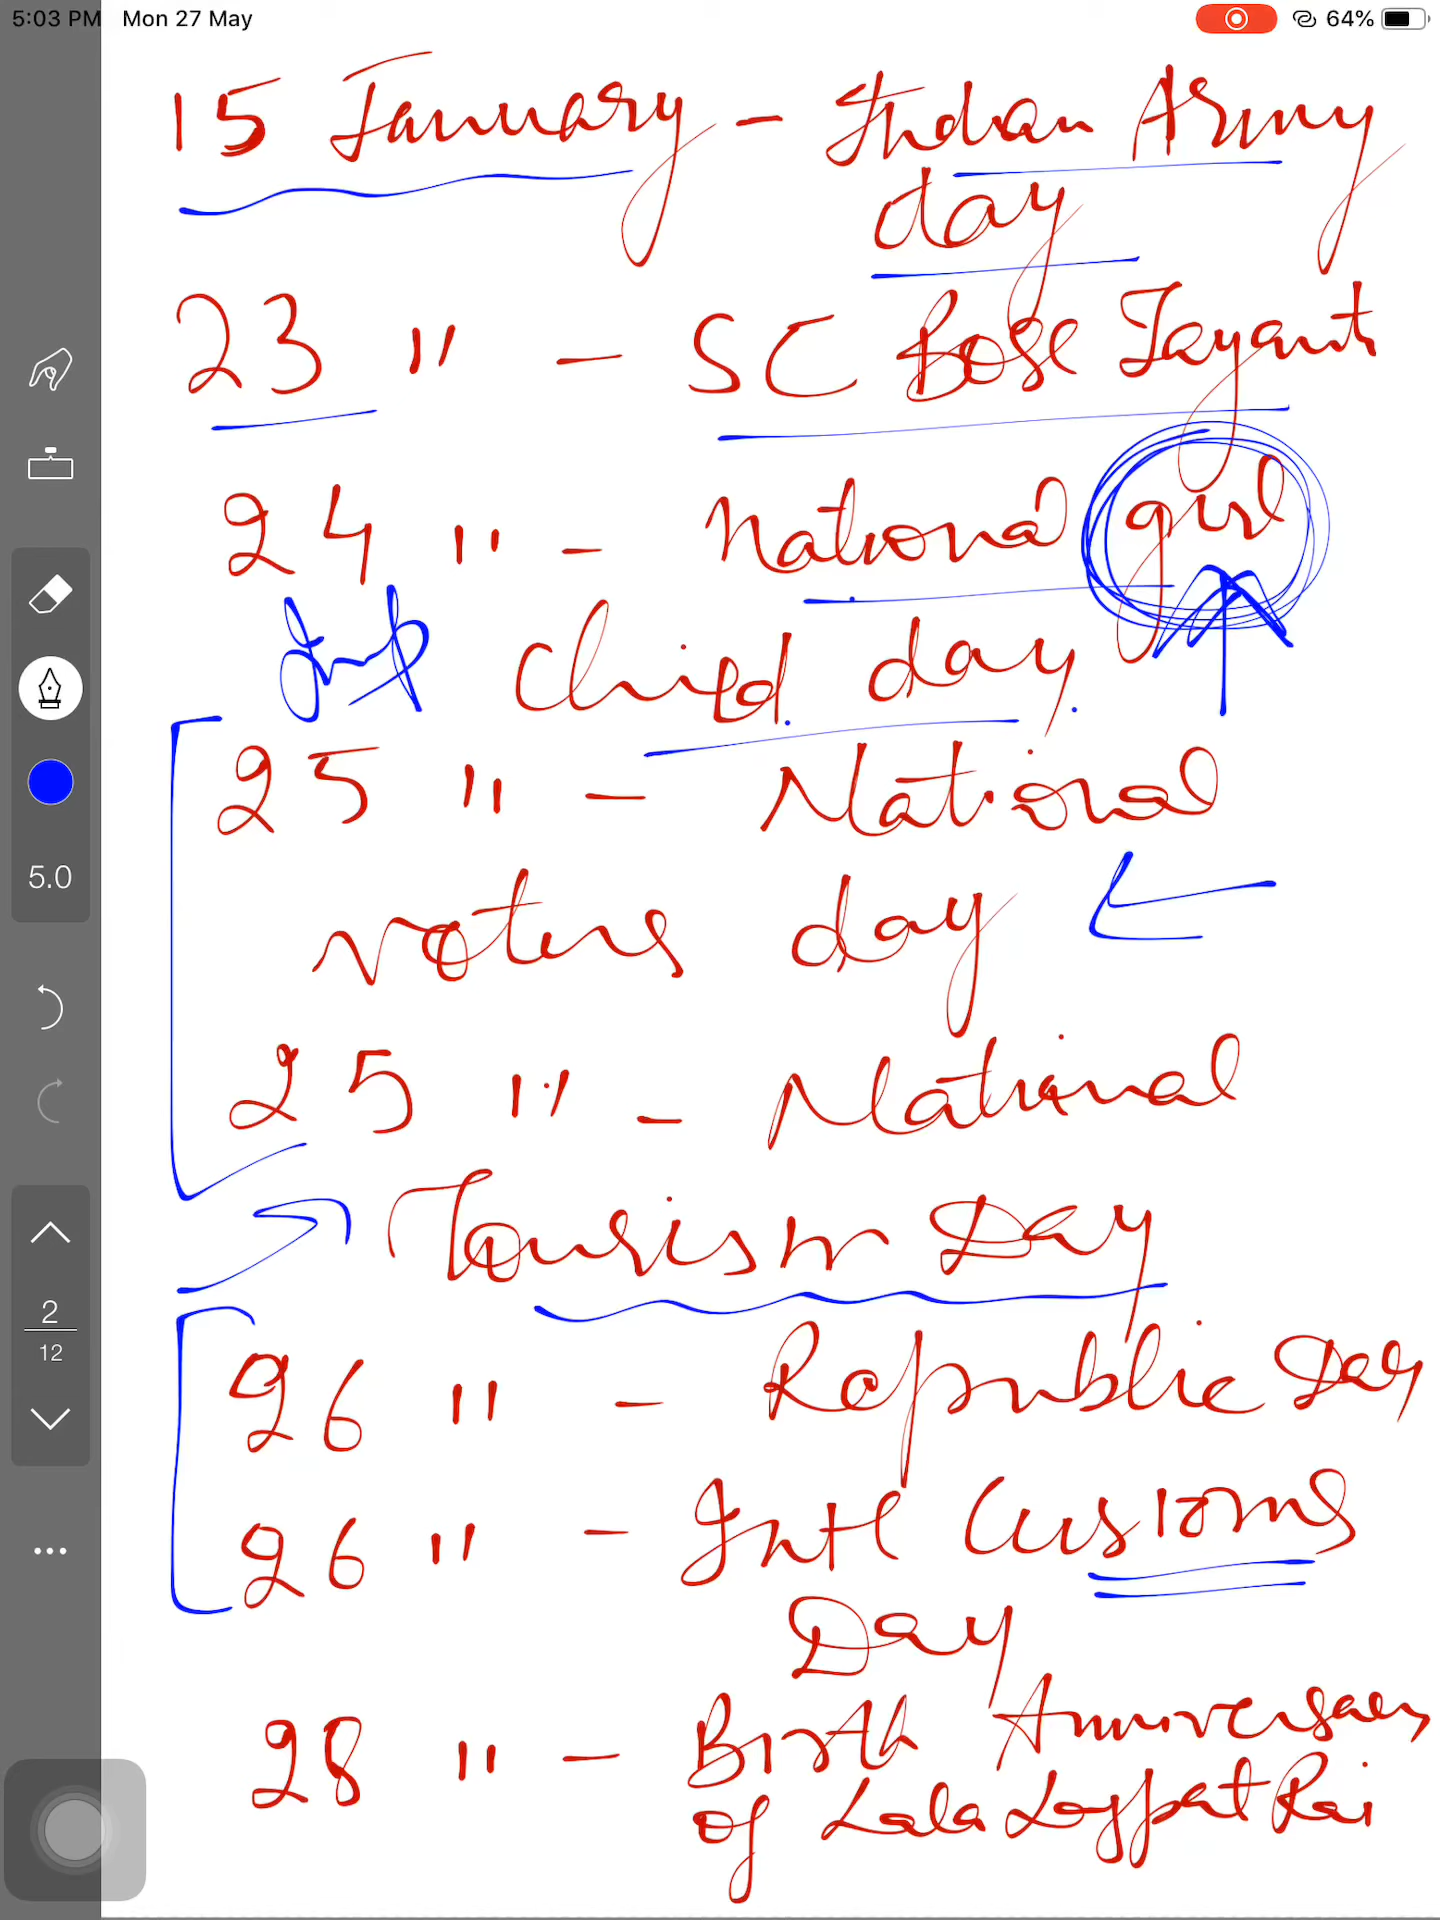 5:03 PM Mon 27 May 64%
15 January - Indian Army
day
23 " - SC Bose Jayanti
24 " - National girl
Imp child day
25 " - National
voters day
25 " - National
Tourism Day
26 " - Republic Day
26 " - Intl Customs
Day
28 " - Birth Anniversary
of Lala Lajpat Rai
5.0
2
12